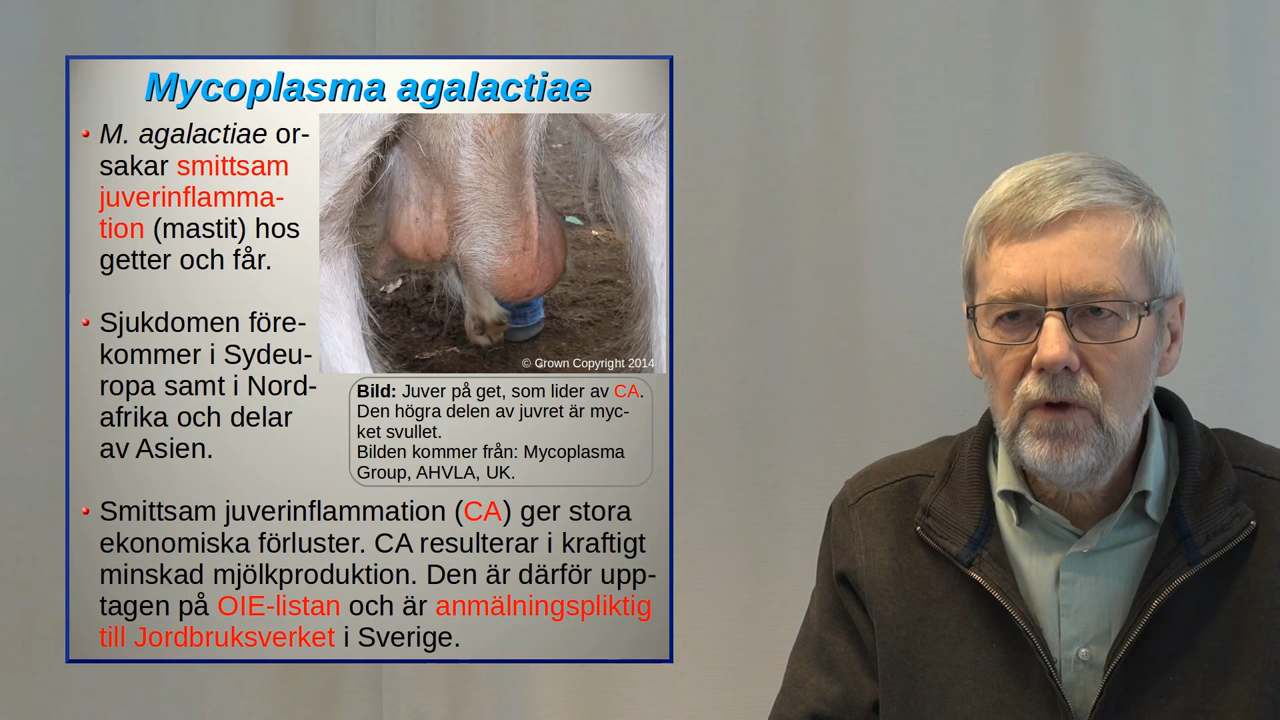 Mycoplasma agalactiae
• M. agalactiae or-
sakar smittsam
juverinflamma-
tion (mastit) hos
getter och får.
• Sjukdomen före-
kommer i Sydeu-
ropa samt i Nord-
afrika och delar
av Asien.
© Crown Copyright 2014
Bild: Juver på get, som lider av CA.
Den högra delen av juvret är myc-
ket svullet.
Bilden kommer från: Mycoplasma
Group, AHVLA, UK.
• Smittsam juverinflammation (CA) ger stora
ekonomiska förluster. CA resulterar i kraftigt
minskad mjölkproduktion. Den är därför upp-
tagen på OIE-listan och är anmälningspliktig
till Jordbruksverket i Sverige.